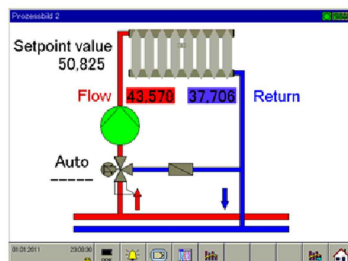 Prozessbild 2
Setpoint value
50,825
Flow 43.570 37.706 Return
Auto
-----
01.01.2011